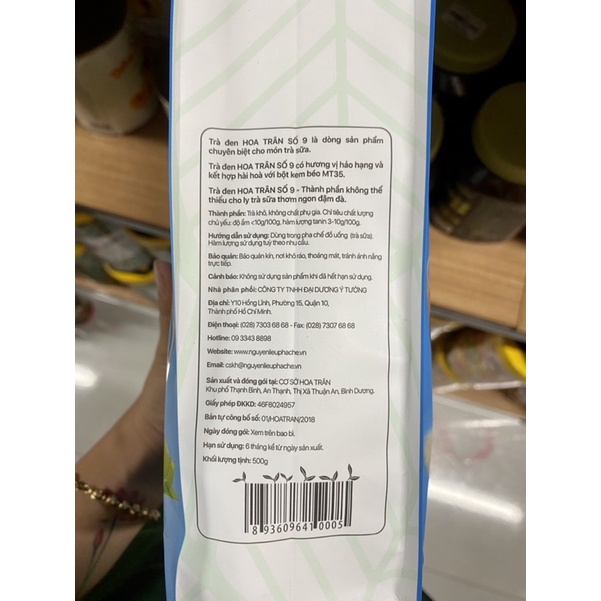 Trà đen HOA TRÂN SỐ 9 là dòng sản phẩm
chuyên biệt cho món trà sữa.
Trà đen HOA TRÂN SỐ 9 có hương vị hảo hạng và
kết hợp hài hoà với bột kem béo MT35.
Trà đen HOA TRÂN SỐ 9 - Thành phần không thể
thiếu cho ly trà sữa thơm ngon đậm đà.
Thành phần: Trà khô, không chất phụ gia. Chỉ tiêu chất lượng
chủ yếu: độ ẩm <10g/100g, hàm lượng tanin 3-10g/100g.
Hướng dẫn sử dụng: Dùng trong pha chế đồ uống (trà sữa).
Hàm lượng sử dụng tuỳ theo nhu cầu.
Bảo quản: Bảo quản kín, nơi khô ráo, thoáng mát, tránh ánh nắng
trực tiếp.
Cảnh báo: Không sử dụng sản phẩm khi đã hết hạn sử dụng.
Nhà phân phối: CÔNG TY TNHH ĐẠI DƯƠNG Ý TƯỞNG
Địa chỉ: Y10 Hồng Lĩnh, Phường 15, Quận 10,
Thành phố Hồ Chí Minh.
Điện thoại: (028) 7303 68 68 - Fax: (028) 7307 68 68
Hotline: 09 3343 8898
Website: www.nguyenlieuphache.vn
Email: cskh@nguyenlieuphache.vn
Sản xuất và đóng gói tại: CƠ SỞ HOA TRÂN
Khu phố Thạnh Bình, An Thạnh, Thị Xã Thuận An, Bình Dương.
Giấy phép ĐKKD: 46F8024957
Bản tự công bố số: 01/HOATRAN/2018
Ngày đóng gói: Xem trên bao bì.
Hạn sử dụng: 6 tháng kể từ ngày sản xuất.
Khối lượng tịnh: 500g
8 936096 410005